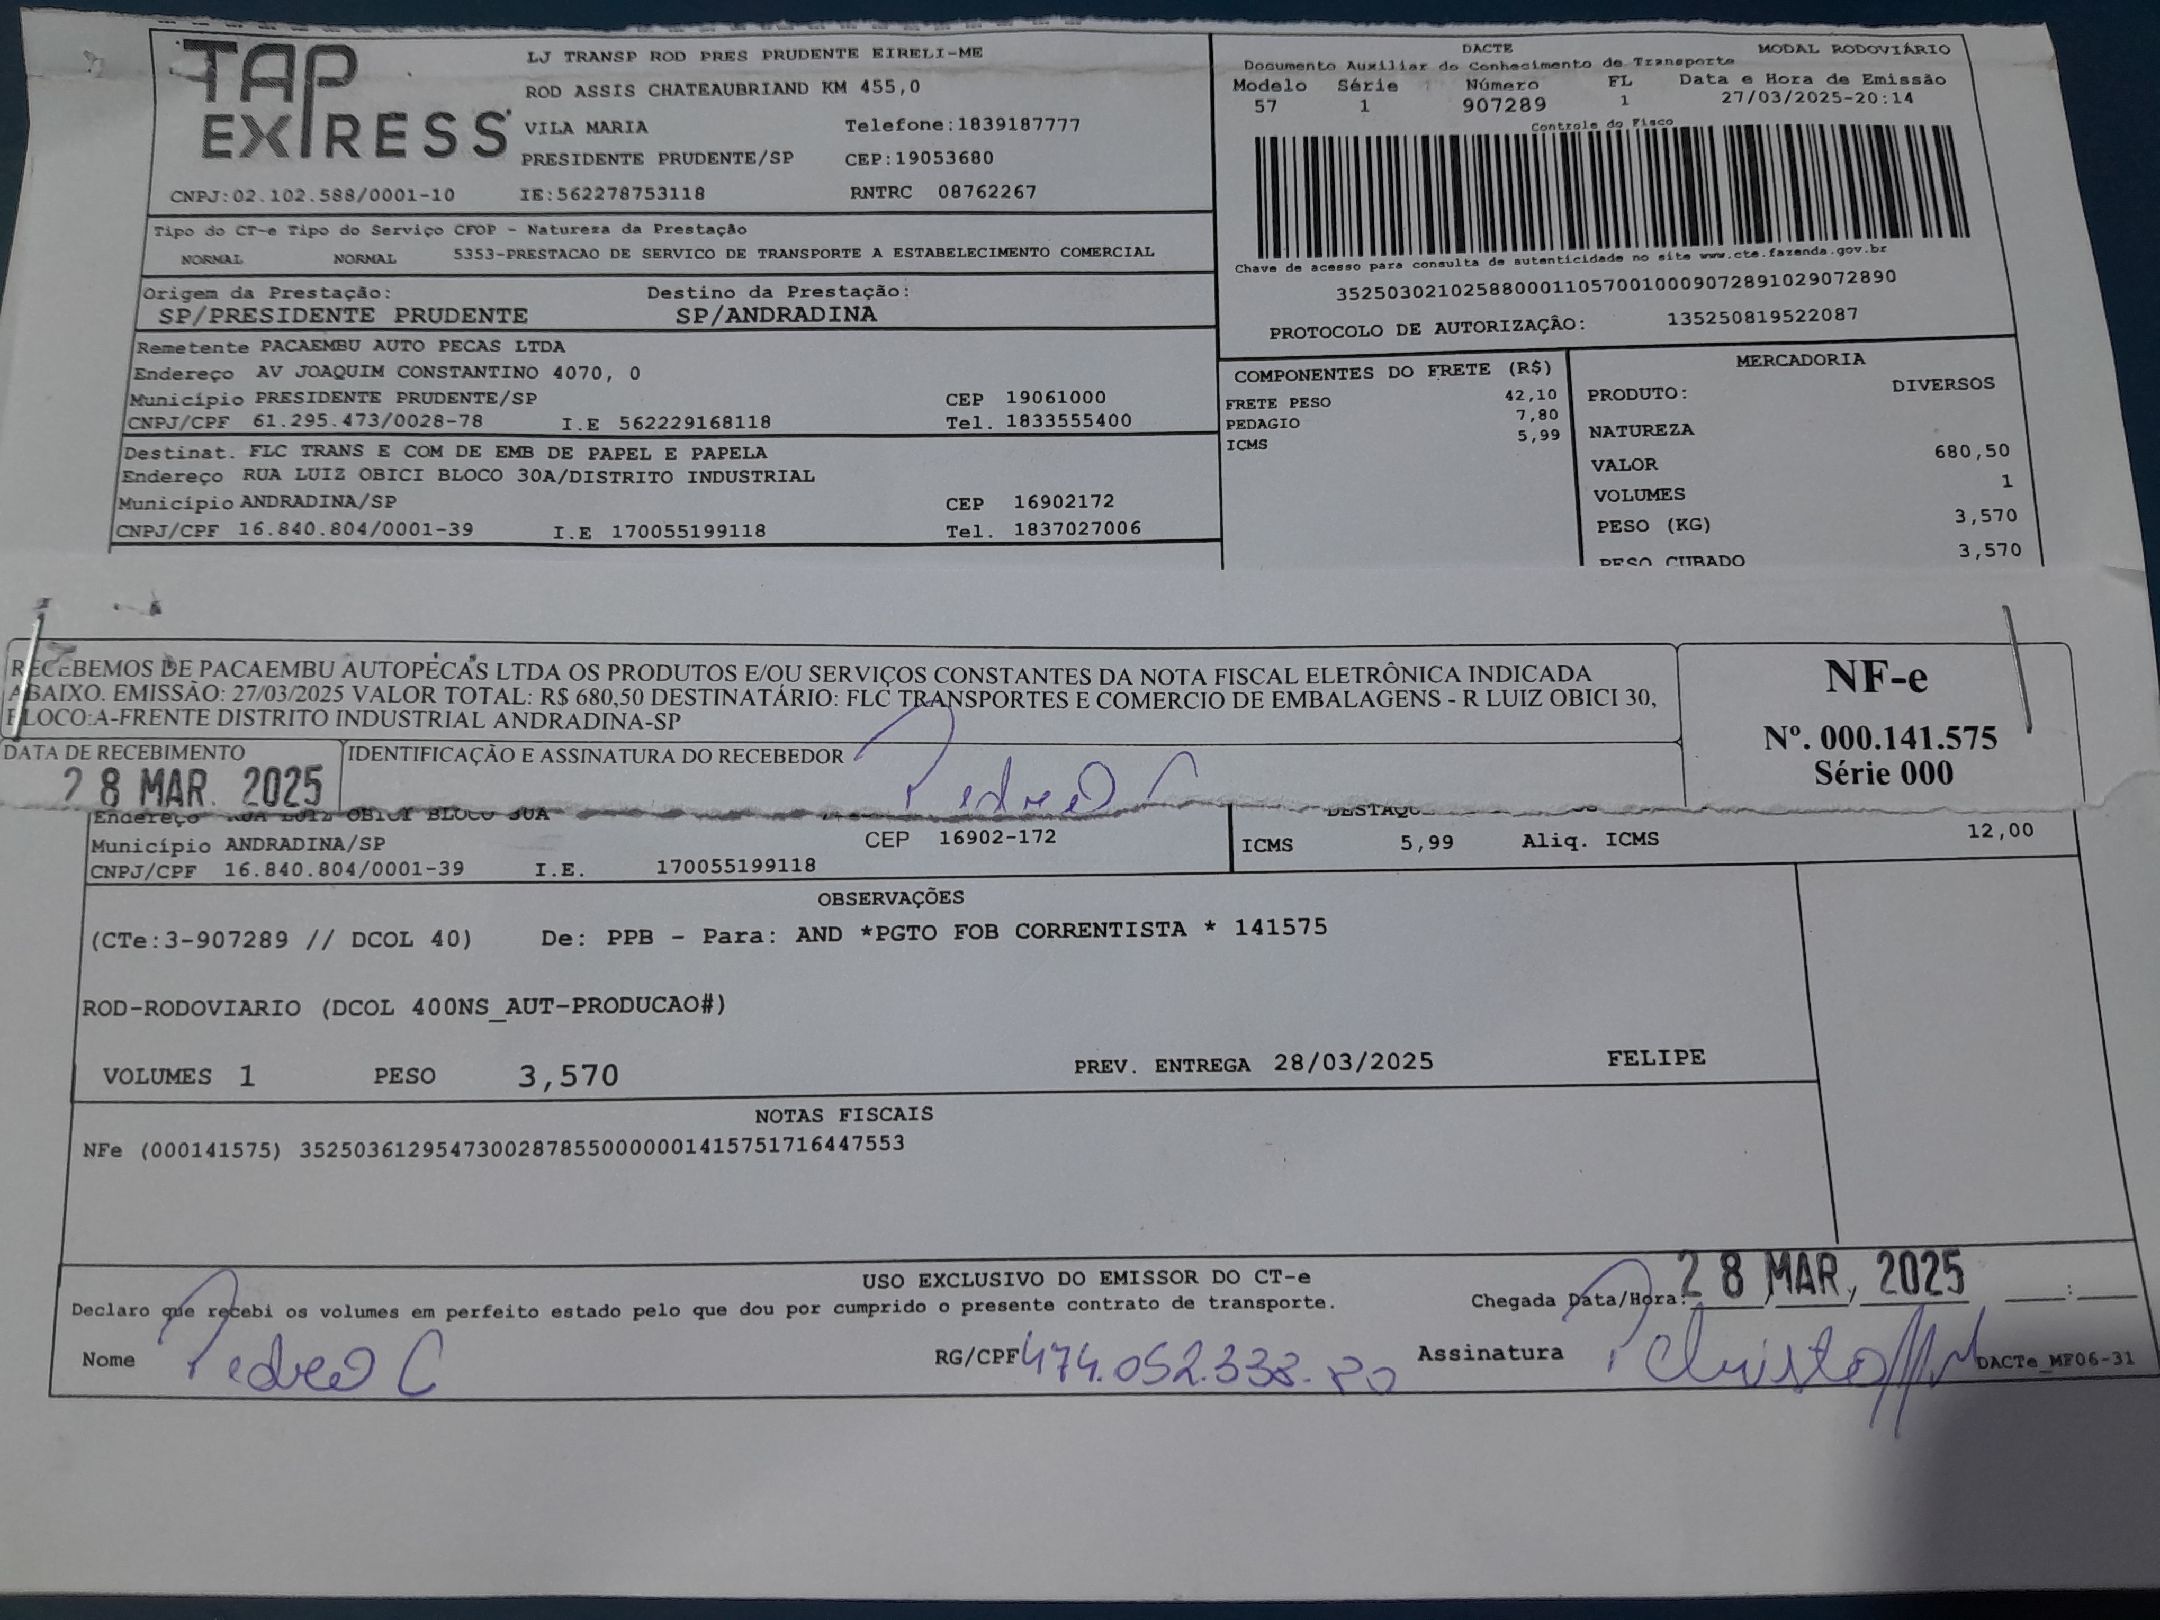 TAP EXPRESS
LJ TRANSP ROD PRES PRUDENTE EIRELI-ME
ROD ASSIS CHATEAUBRIAND KM 455,0
VILA MARIA Telefone:1839187777
PRESIDENTE PRUDENTE/SP CEP:19053680
CNPJ:02.102.588/0001-10 IE:562278753118 RNTRC 08762267
DACTE MODAL RODOVIÁRIO
Documento Auxiliar do Conhecimento de Transporte
Modelo Série Número FL Data e Hora de Emissão
57 1 907289 1 27/03/2025-20:14
Controle do Fisco
Chave de acesso para consulta de autenticidade no site www.cte.fazenda.gov.br
35250302102588000110570010009072891029072890
PROTOCOLO DE AUTORIZAÇÃO: 135250819522087
Tipo do CT-e Tipo do Serviço CFOP - Natureza da Prestação
NORMAL NORMAL 5353-PRESTACAO DE SERVICO DE TRANSPORTE A ESTABELECIMENTO COMERCIAL
Origem da Prestação: Destino da Prestação:
SP/PRESIDENTE PRUDENTE SP/ANDRADINA
Remetente PACAEMBU AUTO PECAS LTDA
Endereço AV JOAQUIM CONSTANTINO 4070, 0
Município PRESIDENTE PRUDENTE/SP CEP 19061000
CNPJ/CPF 61.295.473/0028-78 I.E 562229168118 Tel. 1833555400
Destinat. FLC TRANS E COM DE EMB DE PAPEL E PAPELA
Endereço RUA LUIZ OBICI BLOCO 30A/DISTRITO INDUSTRIAL
Município ANDRADINA/SP CEP 16902172
CNPJ/CPF 16.840.804/0001-39 I.E 170055199118 Tel. 1837027006
COMPONENTES DO FRETE (R$)
FRETE PESO 42,10
PEDAGIO 7,80
ICMS 5,99
MERCADORIA
PRODUTO: DIVERSOS
NATUREZA
VALOR 680,50
VOLUMES 1
PESO (KG) 3,570
PESO CUBADO 3,570
RECEBEMOS DE PACAEMBU AUTOPECAS LTDA OS PRODUTOS E/OU SERVIÇOS CONSTANTES DA NOTA FISCAL ELETRÔNICA INDICADA
ABAIXO. EMISSÃO: 27/03/2025 VALOR TOTAL: R$ 680,50 DESTINATÁRIO: FLC TRANSPORTES E COMERCIO DE EMBALAGENS - R LUIZ OBICI 30,
BLOCO:A-FRENTE DISTRITO INDUSTRIAL ANDRADINA-SP
NF-e
Nº. 000.141.575
Série 000
DATA DE RECEBIMENTO IDENTIFICAÇÃO E ASSINATURA DO RECEBEDOR
28 MAR. 2025 Pedro C
Endereço RUA LUIZ OBICI BLOCO 30A
Município ANDRADINA/SP CEP 16902-172
CNPJ/CPF 16.840.804/0001-39 I.E. 170055199118
ICMS 5,99 Aliq. ICMS 12,00
OBSERVAÇÕES
(CTe:3-907289 // DCOL 40) De: PPB - Para: AND *PGTO FOB CORRENTISTA * 141575
ROD-RODOVIARIO (DCOL 400NS_AUT-PRODUCAO#)
VOLUMES 1 PESO 3,570 PREV. ENTREGA 28/03/2025 FELIPE
NOTAS FISCAIS
NFe (000141575) 35250361295473002878550000001415751716447553
USO EXCLUSIVO DO EMISSOR DO CT-e
Declaro que recebi os volumes em perfeito estado pelo que dou por cumprido o presente contrato de transporte. Chegada Data/Hora: 28 MAR. 2025
Nome Pedro C RG/CPF 474.052.338.80 Assinatura
DACTe_MF06-31